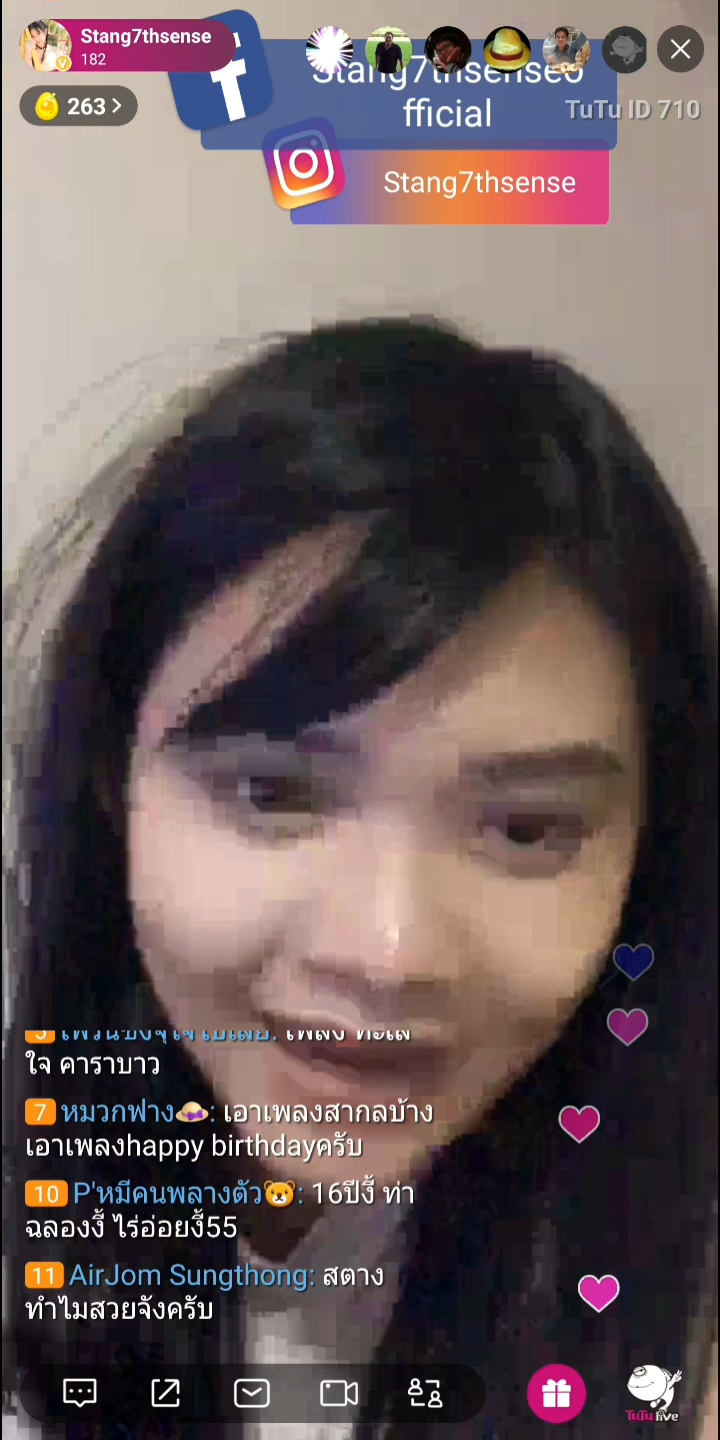 Stang7thsense
182
263
Stang7thsenseo
fficial
TuTu ID 710
Stang7thsense
ใจ คาราบาว
7 หมวกฟาง: เอาเพลงสากลบ้าง
เอาเพลงhappy birthdayครับ
10 P'หมีคนพลางตัว: 16ปีงี้ ท่า
ฉลองงี้ ไร่อ่อยงี้55
11 AirJom Sungthong: สตาง
ทำไมสวยจังครับ
TuTu live